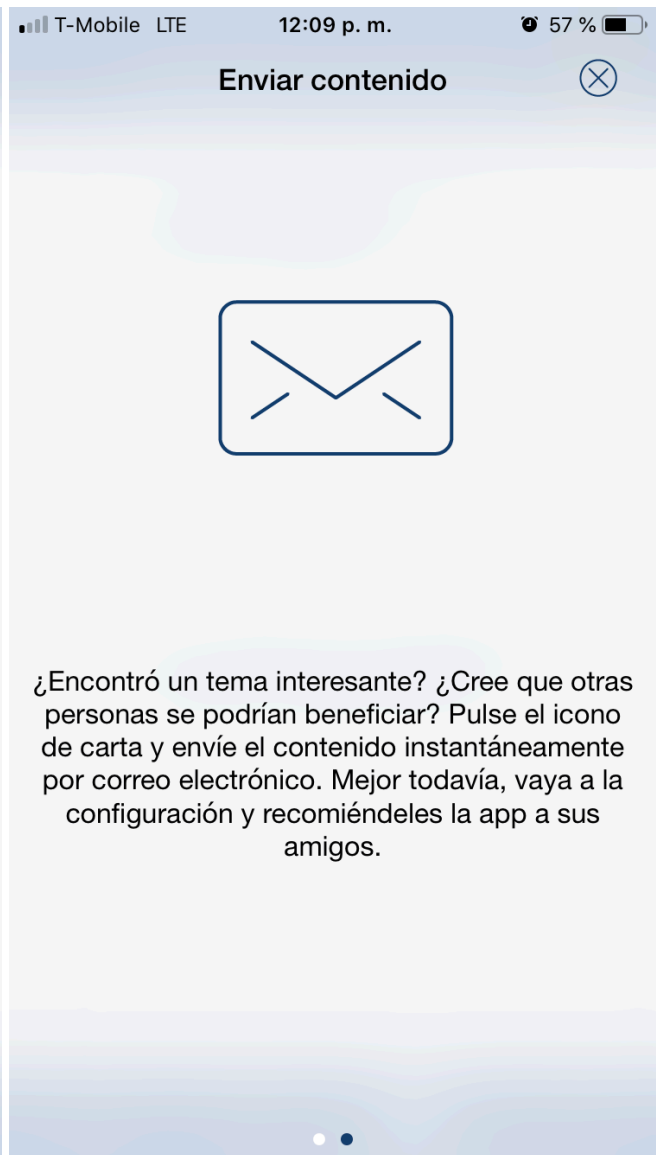 T-Mobile LTE 12:09 p. m. 57 %
Enviar contenido
¿Encontró un tema interesante? ¿Cree que otras
personas se podrían beneficiar? Pulse el icono
de carta y envíe el contenido instantáneamente
por correo electrónico. Mejor todavía, vaya a la
configuración y recomiéndeles la app a sus
amigos.